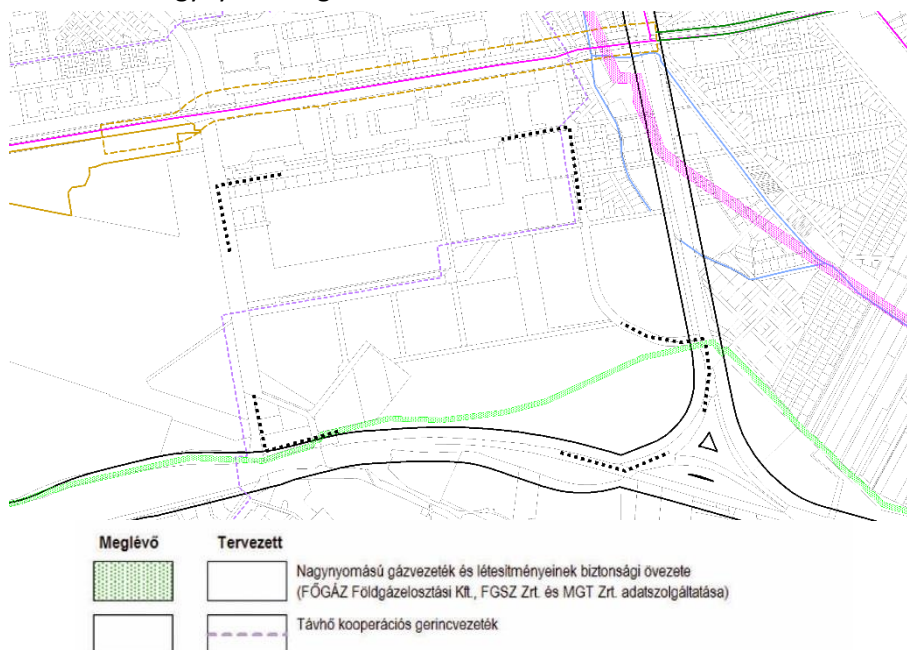 Meglévő Tervezett
Nagynyomású gázvezeték és létesítményeinek biztonsági övezete
(FŐGÁZ Földgázelosztási Kft., FGSZ Zrt. és MGT Zrt. adatszolgáltatása)
Távhő kooperációs gerincvezeték